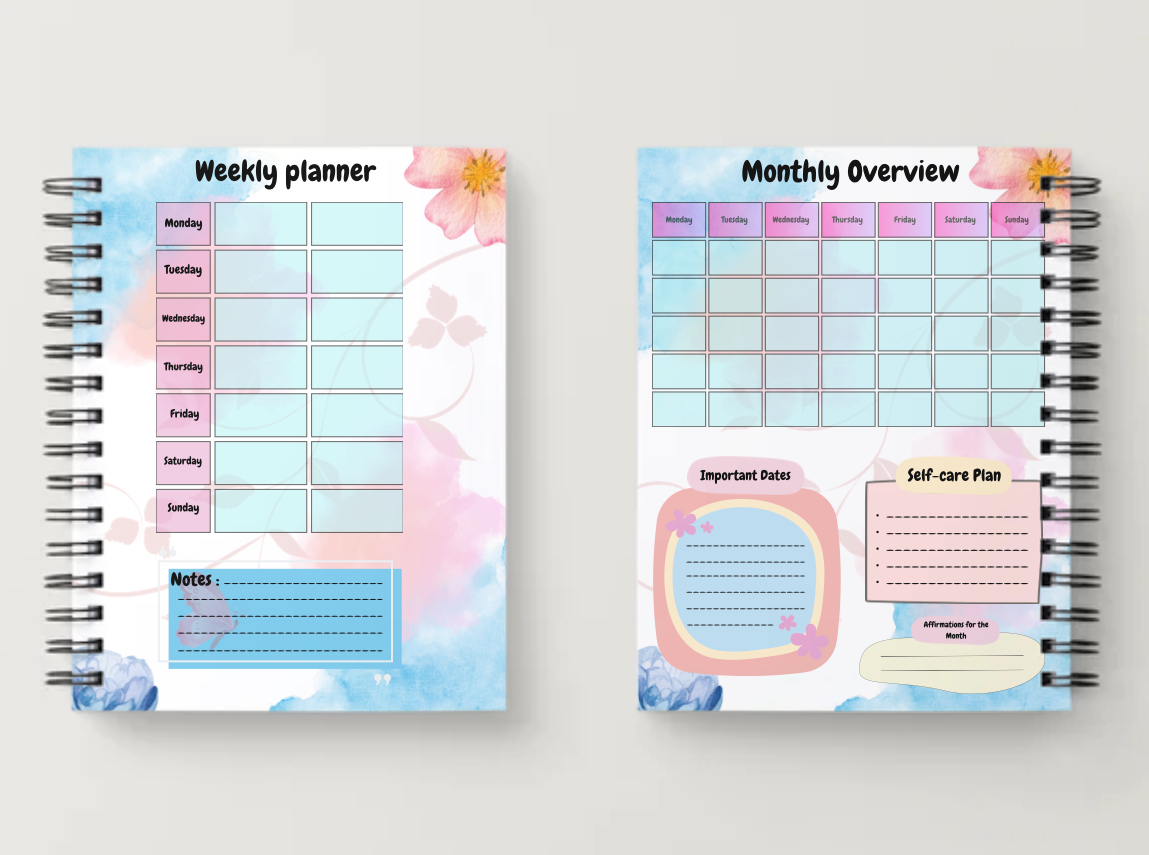 Weekly planner
Monday
Tuesday
Wednesday
Thursday
Friday
Saturday
Sunday
Notes :
Monthly Overview
Monday Tuesday Wednesday Thursday Friday Saturday Sunday
Important Dates
Self-care Plan
Affirmations for the
Month